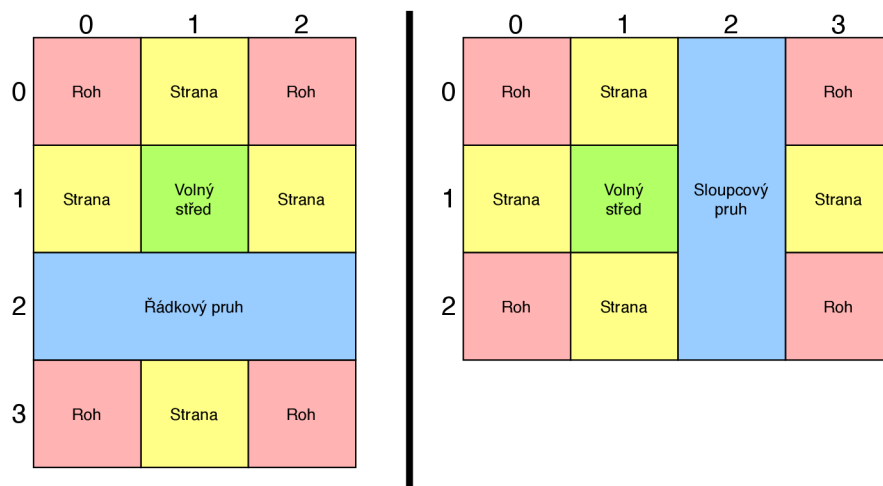 0 1 2
0 Roh Strana Roh
1 Strana Volný Strana
střed
2 Řádkový pruh
3 Roh Strana Roh
0 1 2 3
0 Roh Strana Roh
1 Strana Volný Sloupcový Strana
střed pruh
2 Roh Strana Roh